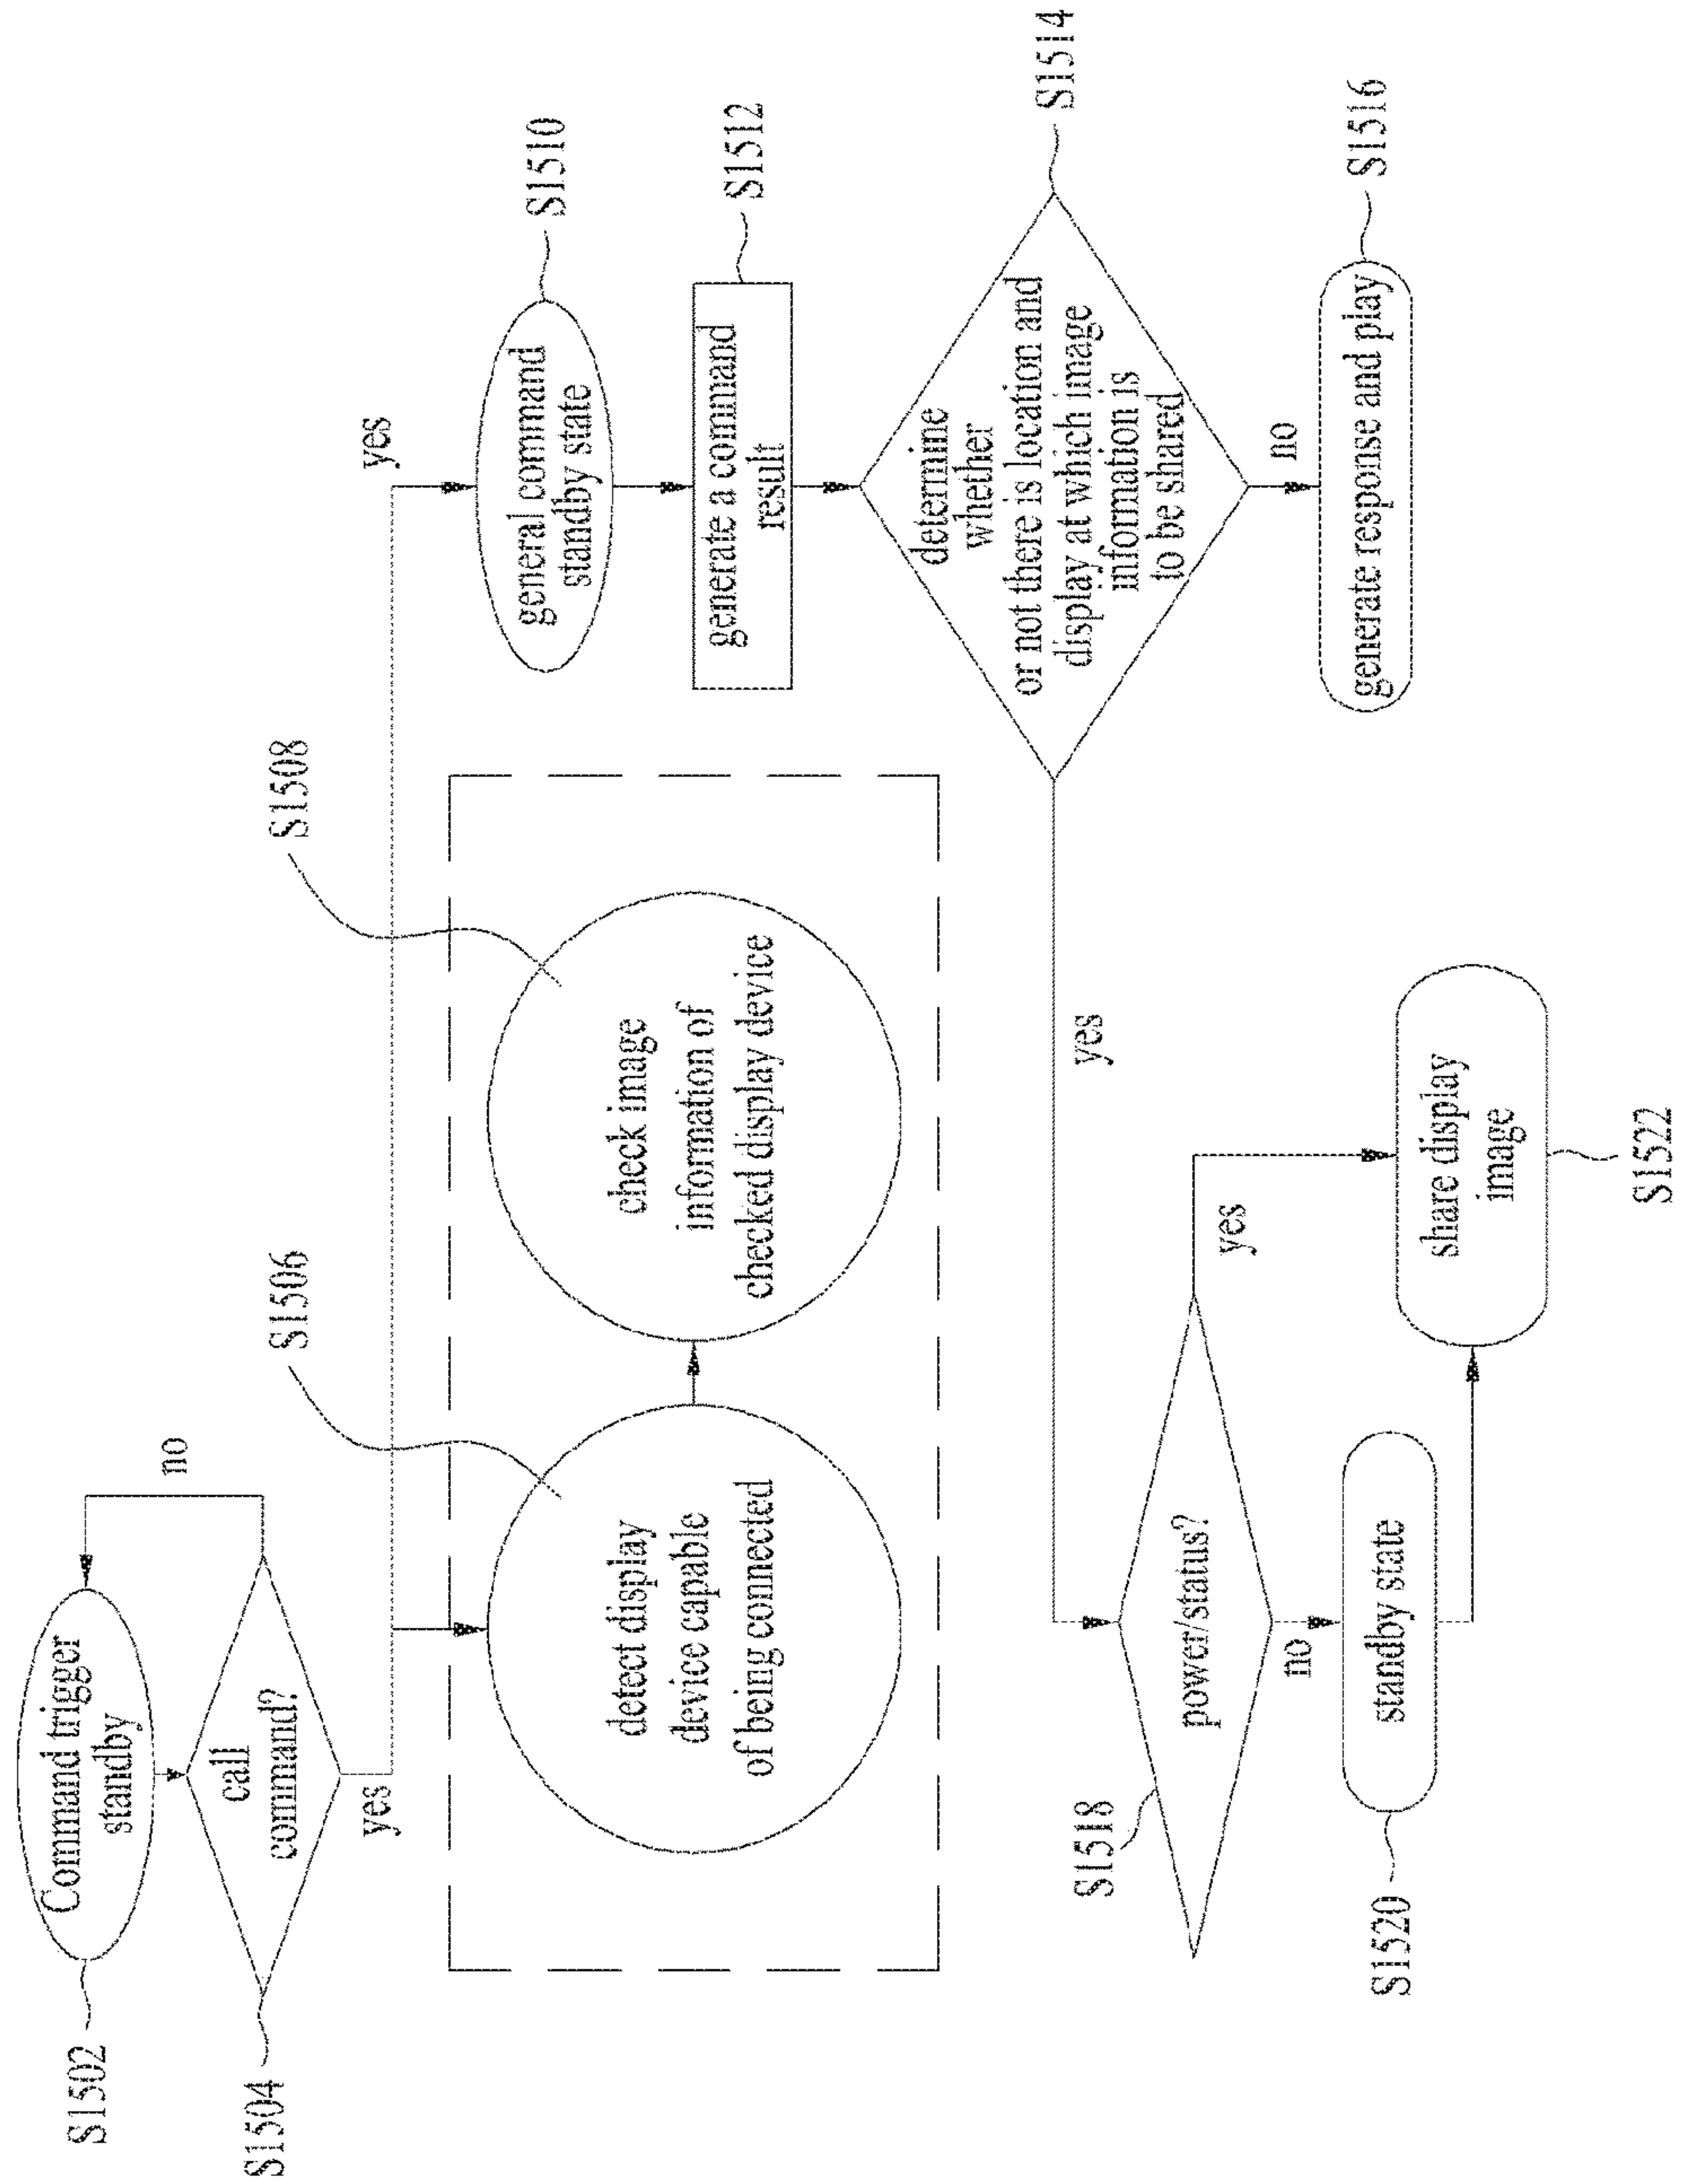 S1502
Command trigger
standby
no
S1504
call
command?
yes
yes
S1506
detect display
device capable
of being connected
S1508
check image
information of
checked display device
general command
standby state
S1510
generate a command
result
S1512
determine
whether
or not there is location and
display at which image
information is
to be shared
S1514
no
generate response and play
S1516
yes
S1518
power/status?
yes
no
S1520
standby state
share display
image
S1522